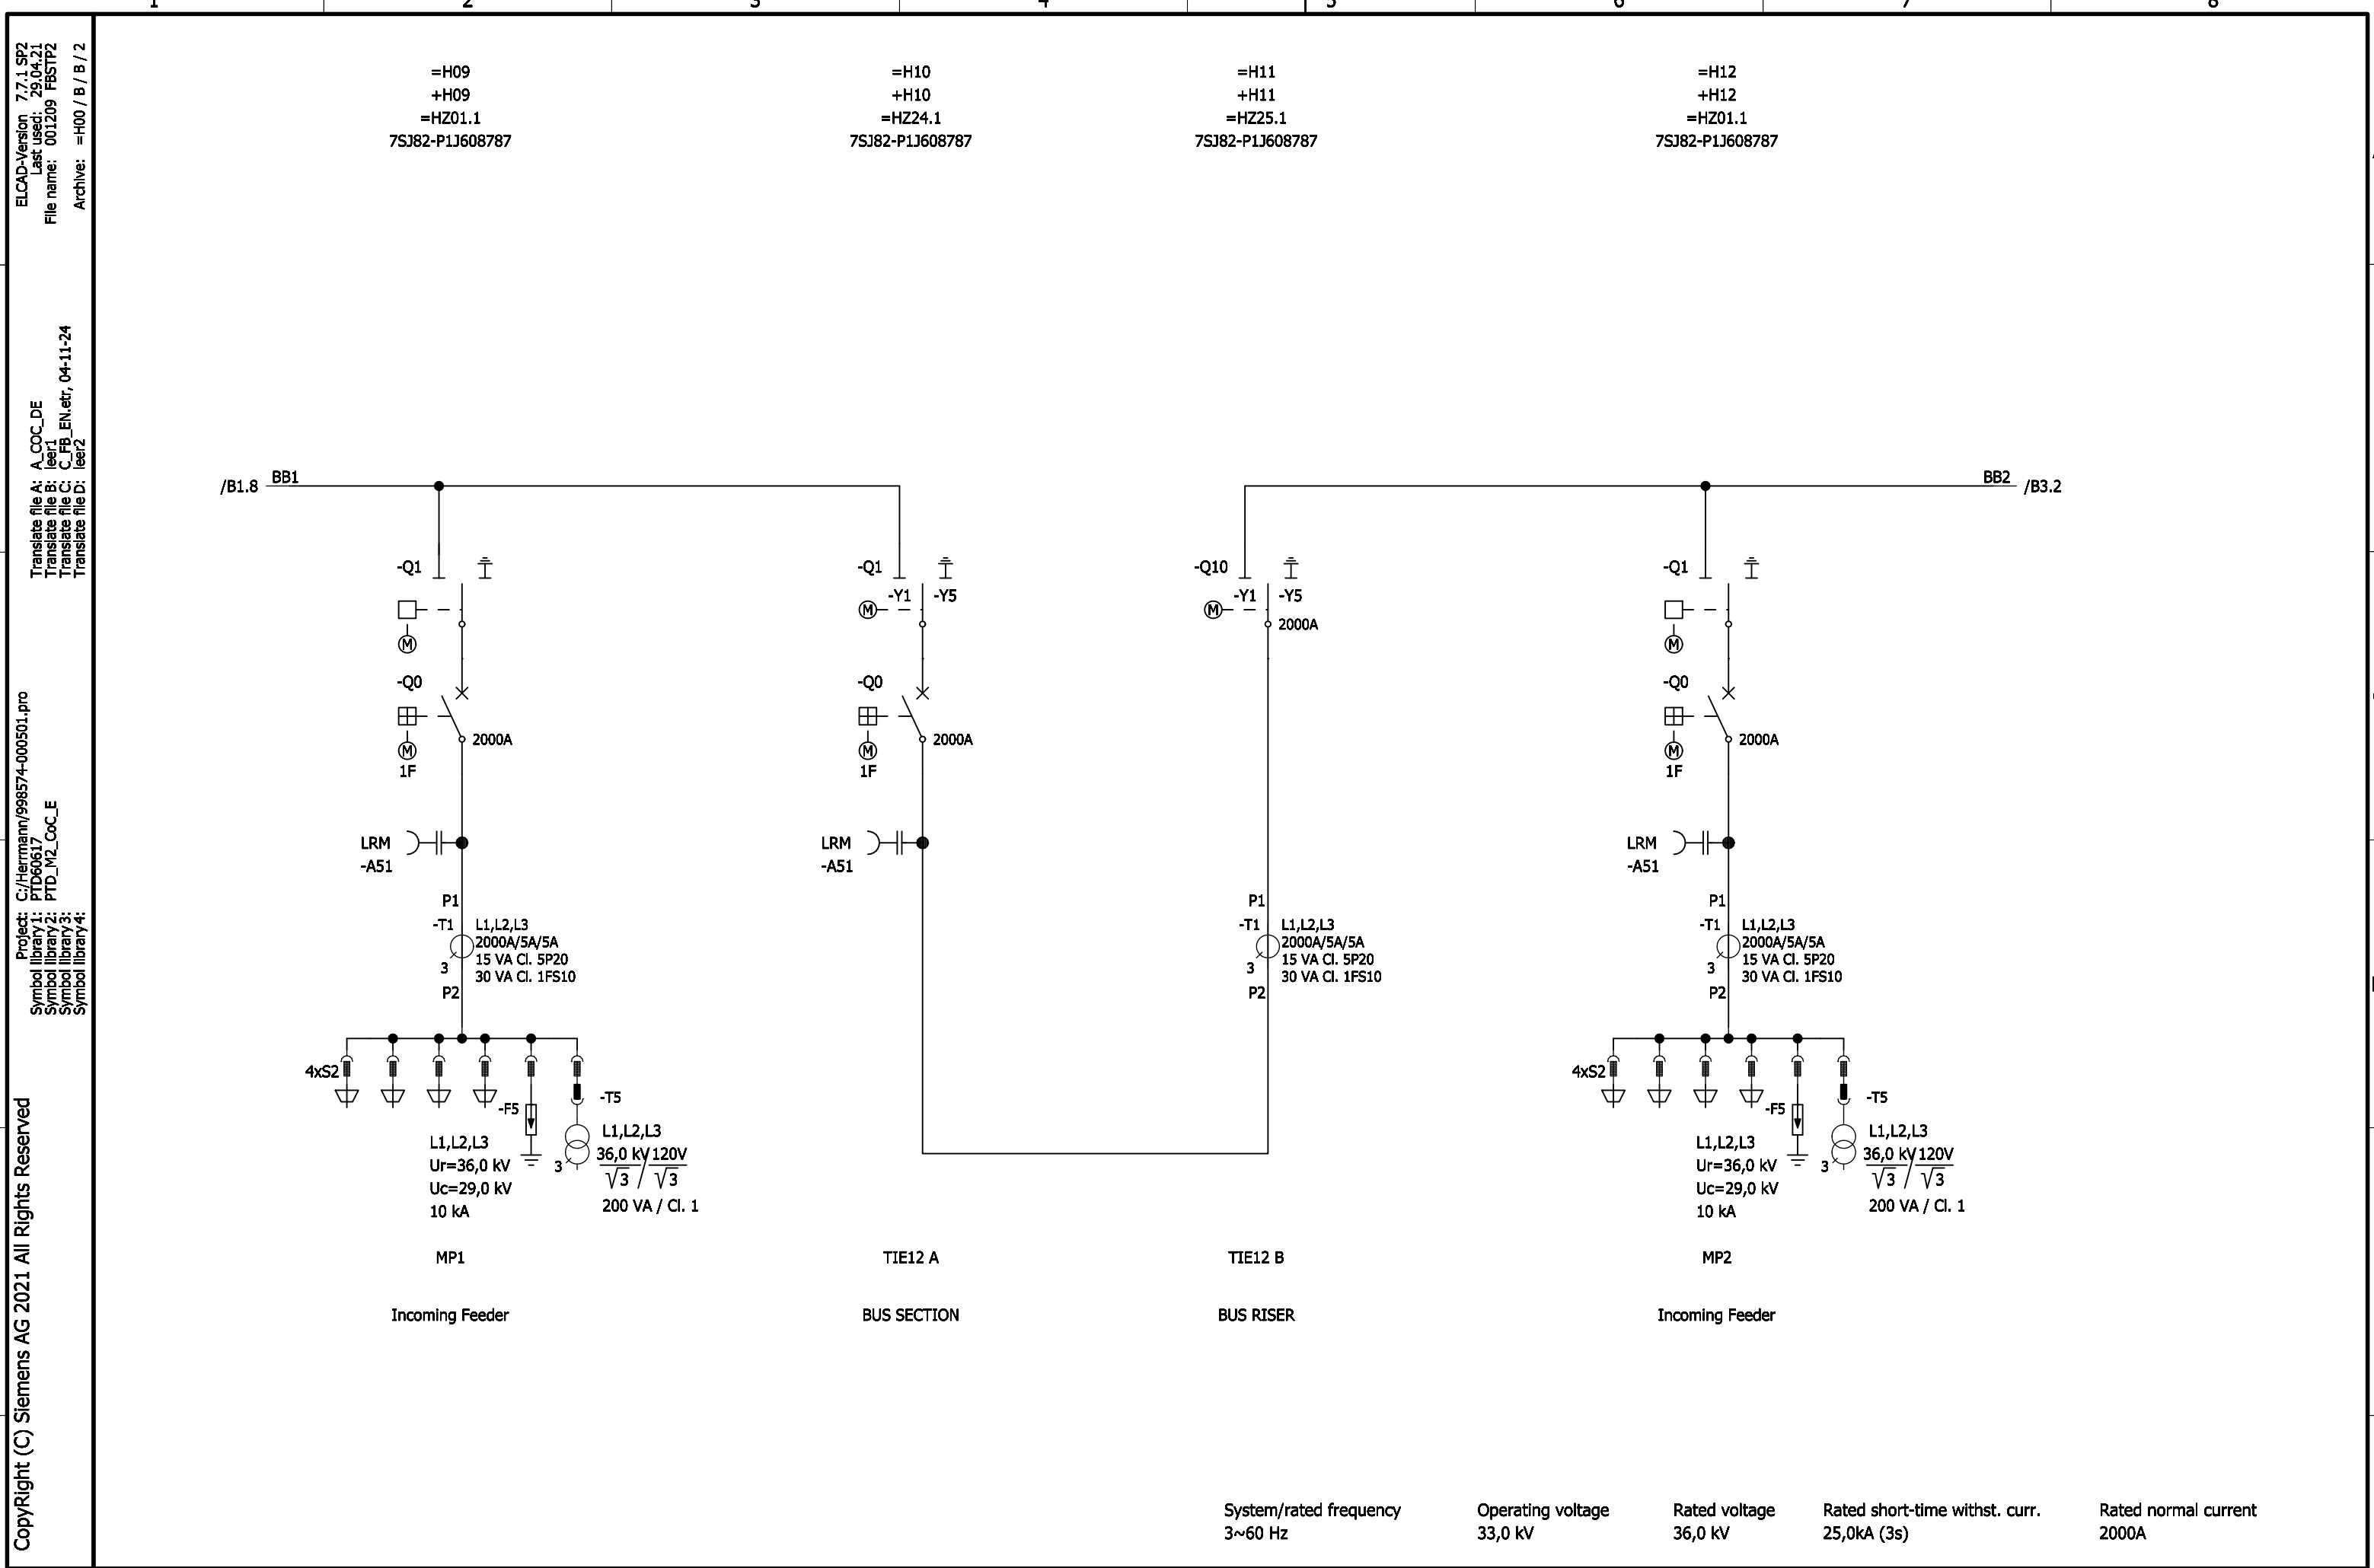 1 2 3 4 5 6 7 8
ELCAD-Version 7.7.1 SP2
Last used: 29.04.21
File name: 001209 FBSTP2
Archive: =H00 / B / B / 2
Translate file A: A_COC_DE
Translate file B: leer1
Translate file C: C_FB_EN.etr, 04-11-24
Translate file D: leer2
Project: C:/Herrmann/998574-000501.pro
Symbol library1: PTD60617
Symbol library2: PTD_M2_CoC_E
Symbol library3:
Symbol library4:
CopyRight (C) Siemens AG 2021 All Rights Reserved
=H09 =H10 =H11 =H12
+H09 +H10 +H11 +H12
=HZ01.1 =HZ24.1 =HZ25.1 =HZ01.1
7SJ82-P1J608787 7SJ82-P1J608787 7SJ82-P1J608787 7SJ82-P1J608787
/B1.8 BB1 BB2 /B3.2
-Q1 -Q1 -Q10 -Q1
-Y1 -Y5 -Y1 -Y5
M M
2000A
M M
-Q0 -Q0 -Q0
2000A 2000A 2000A
M M M
1F 1F 1F
LRM LRM LRM
-A51 -A51 -A51
P1 P1 P1
-T1 L1,L2,L3 -T1 L1,L2,L3 -T1 L1,L2,L3
2000A/5A/5A 2000A/5A/5A 2000A/5A/5A
15 VA Cl. 5P20 15 VA Cl. 5P20 15 VA Cl. 5P20
3 30 VA Cl. 1FS10 3 30 VA Cl. 1FS10 3 30 VA Cl. 1FS10
P2 P2 P2
4xS2 4xS2
-F5 -T5 -F5 -T5
L1,L2,L3 L1,L2,L3 L1,L2,L3 L1,L2,L3
Ur=36,0 kV 3 36,0 kV/120V Ur=36,0 kV 3 36,0 kV/120V
Uc=29,0 kV √3 / √3 Uc=29,0 kV √3 / √3
10 kA 200 VA / Cl. 1 10 kA 200 VA / Cl. 1
MP1 TIE12 A TIE12 B MP2
Incoming Feeder BUS SECTION BUS RISER Incoming Feeder
System/rated frequency Operating voltage Rated voltage Rated short-time withst. curr. Rated normal current
3~60 Hz 33,0 kV 36,0 kV 25,0kA (3s) 2000A